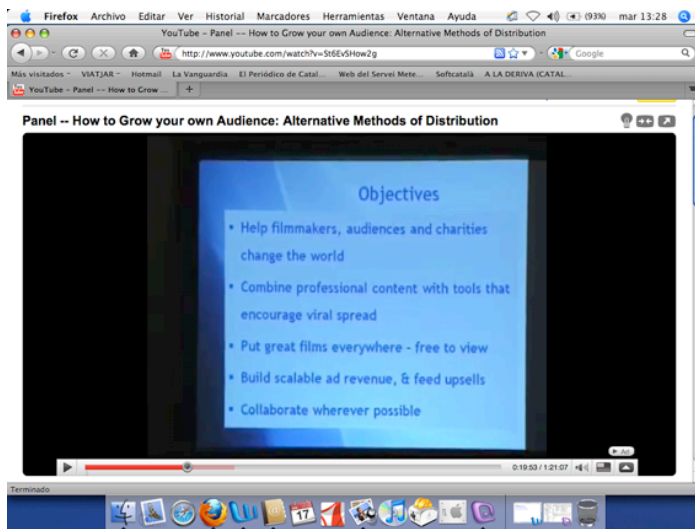 Firefox Archivo Editar Ver Historial Marcadores Herramientas Ventana Ayuda (93%) mar 13:28
YouTube - Panel -- How to Grow your own Audience: Alternative Methods of Distribution
http://www.youtube.com/watch?v=St6EvSHow2g Google
Más visitados VIATJAR Hotmail La Vanguardia El Periódico de Catal... Web del Servei Mete... Softcatalà A LA DERIVA (CATAL...
YouTube - Panel -- How to Grow ...
Panel -- How to Grow your own Audience: Alternative Methods of Distribution
Objectives
• Help filmmakers, audiences and charities
change the world
• Combine professional content with tools that
encourage viral spread
• Put great films everywhere - free to view
• Build scalable ad revenue, & feed upsells
• Collaborate wherever possible
Ad
0:19:53 / 1:21:07
Terminado
17